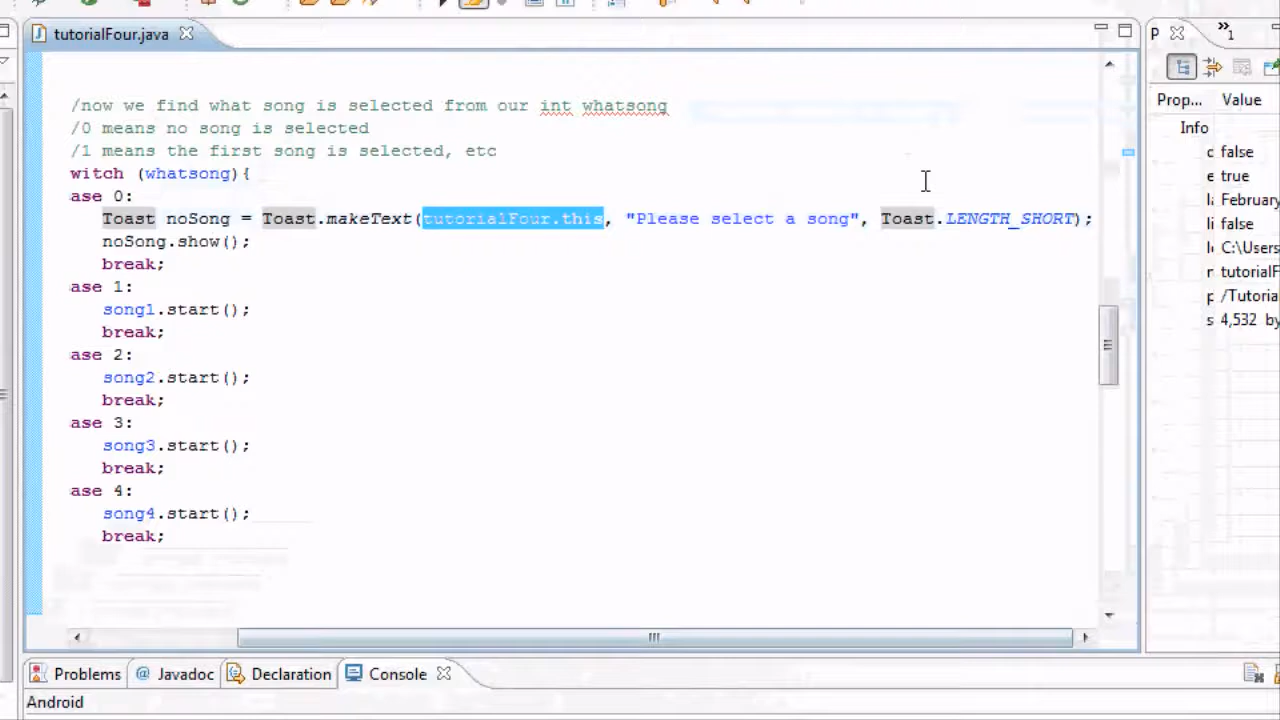 tutorialFour.java
P
»1
/now we find what song is selected from our int whatsong
/0 means no song is selected
/1 means the first song is selected, etc
witch (whatsong){
ase 0:
Toast noSong = Toast.makeText(tutorialFour.this, "Please select a song", Toast.LENGTH_SHORT);
noSong.show();
break;
ase 1:
song1.start();
break;
ase 2:
song2.start();
break;
ase 3:
song3.start();
break;
ase 4:
song4.start();
break;
Prop... Value
Info
false
e true
February
false
C:\Users
tutorialF
/Tutoria
s 4,532 by
Problems @ Javadoc Declaration Console
Android